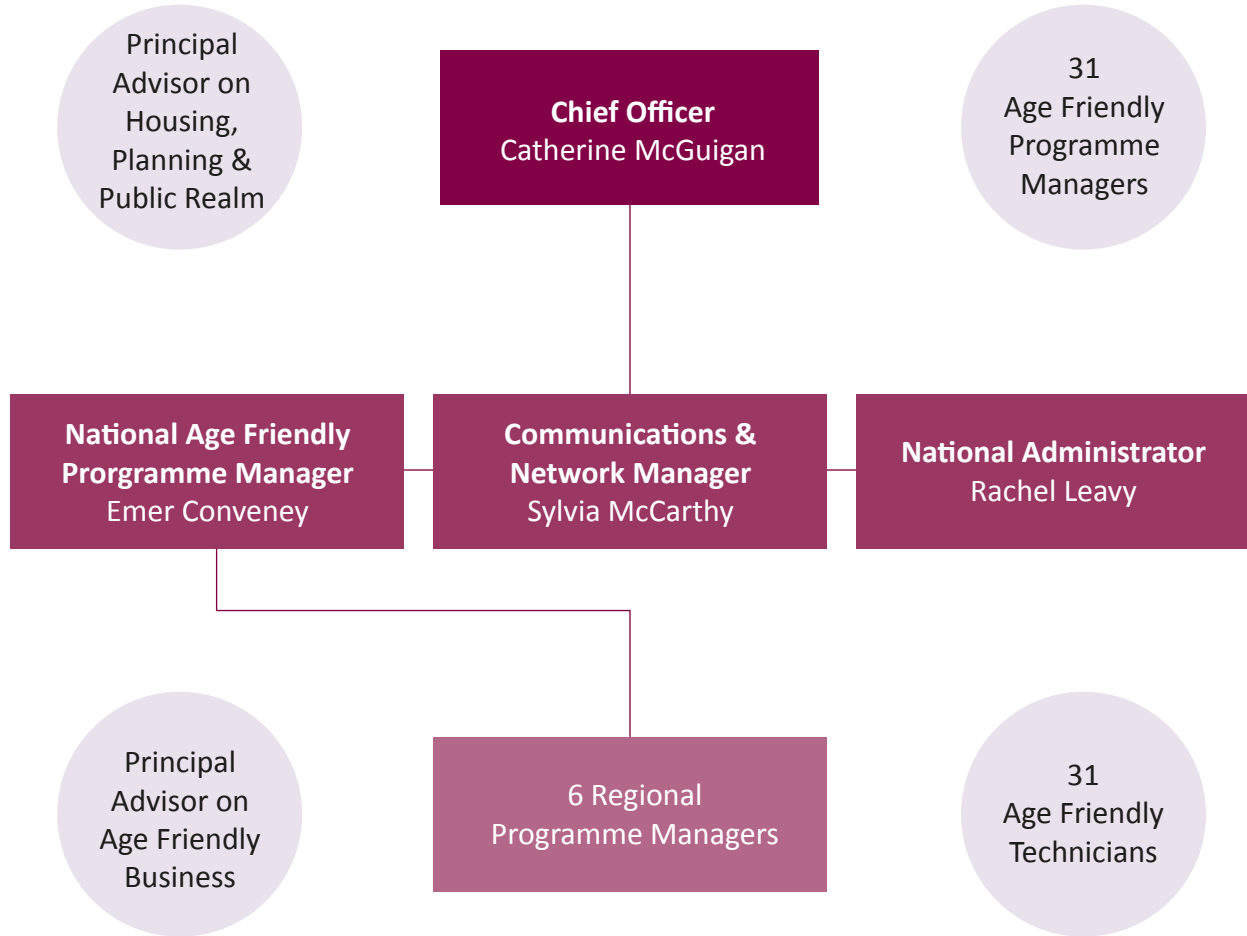 Principal
Advisor on
Housing,
Planning &
Public Realm
Chief Officer
Catherine McGuigan
31
Age Friendly
Programme
Managers
National Age Friendly
Prorgramme Manager
Emer Conveney
Communications &
Network Manager
Sylvia McCarthy
National Administrator
Rachel Leavy
Principal
Advisor on
Age Friendly
Business
6 Regional
Programme Managers
31
Age Friendly
Technicians